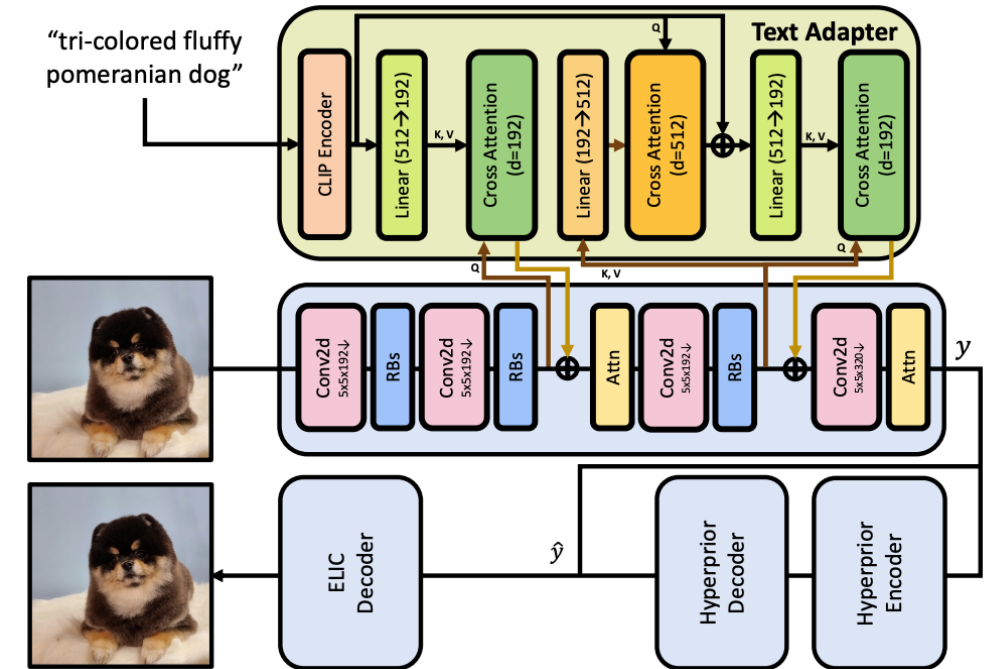 “tri-colored fluffy
pomeranian dog”
Text Adapter
CLIP Encoder
Linear (512→192)
K, V
Cross Attention
(d=192)
Linear (192→512)
Q
Cross Attention
(d=512)
Linear (512→192)
K, V
Cross Attention
(d=192)
Q
K, V
Q
Conv2d
5x5x192↓
RBs
Conv2d
5x5x192↓
RBs
Attn
Conv2d
5x5x192↓
RBs
Conv2d
5x5x320↓
Attn
y
ELIC
Decoder
ŷ
Hyperprior
Decoder
Hyperprior
Encoder